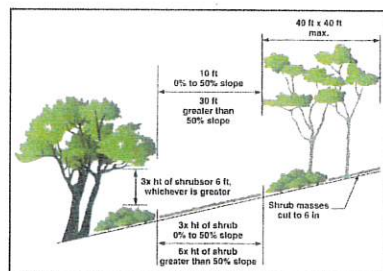 40 ft x 40 ft
max.
10 ft
0% to 50% slope
30 ft
greater than
50% slope
3x ht of shrubsor 6 ft,
whichever is greator
Shrub masses
cut to 6 in
3x ht of shrub
0% to 50% slope
6x ht of shrub
greater than 50% slope